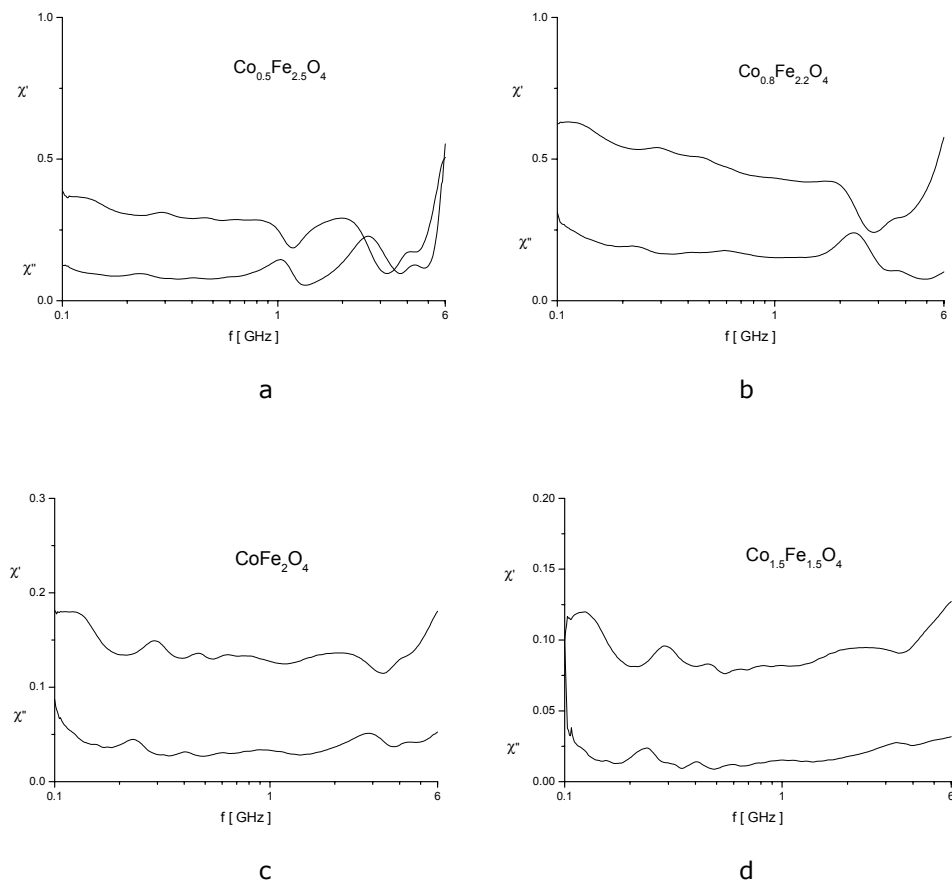 1.0
Co0.5Fe2.5O4
χ'
0.5
χ"
0.0
0.1
1
6
f [ GHz ]
a
1.0
Co0.8Fe2.2O4
χ'
0.5
χ"
0.0
0.1
1
6
f [ GHz ]
b
0.3
CoFe2O4
χ'
0.2
0.1
χ"
0.0
0.1
1
6
f [ GHz ]
c
0.20
Co1.5Fe1.5O4
χ'
0.15
0.10
0.05
χ"
0.00
0.1
1
6
f [ GHz ]
d